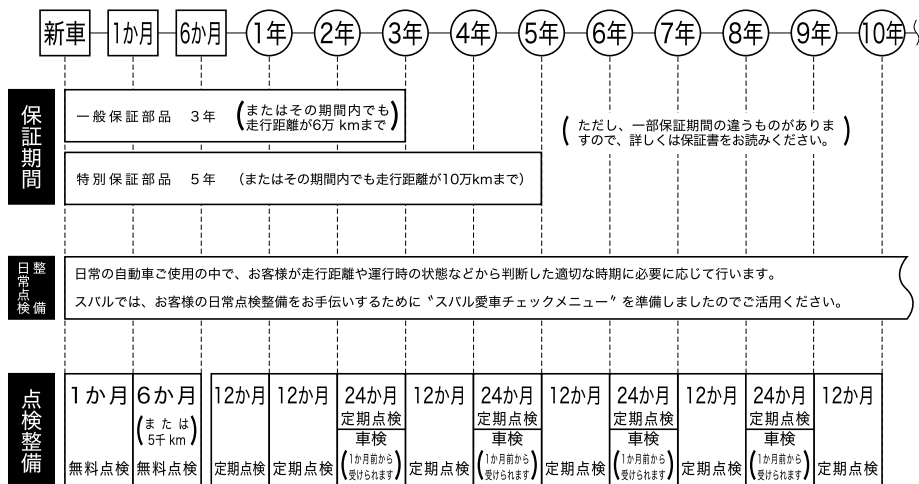 新車 1か月 6か月 1年 2年 3年 4年 5年 6年 7年 8年 9年 10年
保証期間
一般保証部品 3年 (またはその期間内でも
走行距離が6万 kmまで)
(ただし、一部保証期間の違うものがありま
すので、詳しくは保証書をお読みください。)
特別保証部品 5年 (またはその期間内でも走行距離が10万kmまで)
日常点検
整備
日常の自動車ご使用の中で、お客様が走行距離や運行時の状態などから判断した適切な時期に必要に応じて行います。
スバルでは、お客様の日常点検整備をお手伝いするために〝スバル愛車チェックメニュー〟を準備しましたのでご活用ください。
点検整備
1か月
無料点検
6か月
(または
5千 km)
無料点検
12か月
定期点検
12か月
定期点検
24か月
定期点検
車検
(1か月前から
受けられます)
12か月
定期点検
24か月
定期点検
車検
(1か月前から
受けられます)
12か月
定期点検
24か月
定期点検
車検
(1か月前から
受けられます)
12か月
定期点検
24か月
定期点検
車検
(1か月前から
受けられます)
12か月
定期点検